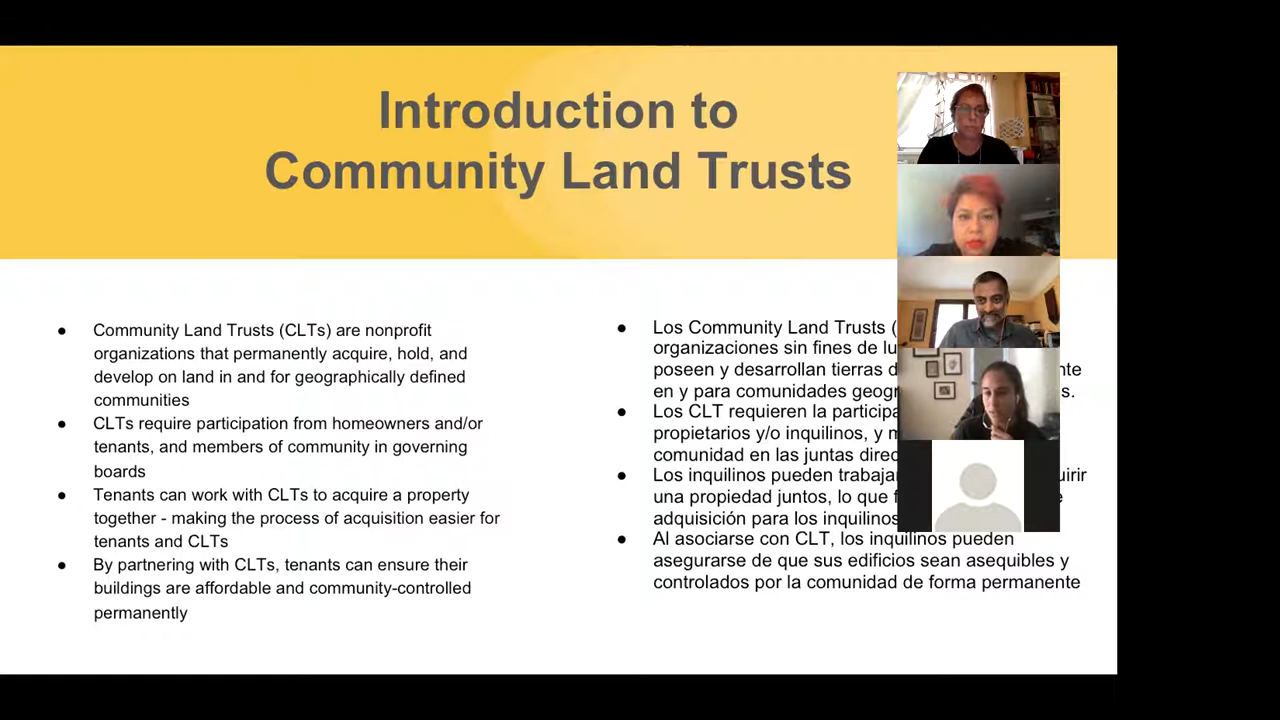 Introduction to
Community Land Trusts
● Community Land Trusts (CLTs) are nonprofit
organizations that permanently acquire, hold, and
develop on land in and for geographically defined
communities
● CLTs require participation from homeowners and/or
tenants, and members of community in governing
boards
● Tenants can work with CLTs to acquire a property
together - making the process of acquisition easier for
tenants and CLTs
● By partnering with CLTs, tenants can ensure their
buildings are affordable and community-controlled
permanently
● Los Community Land Trusts (
organizaciones sin fines de
poseen y desarrollan tierras
en y para comunidades
● Los CLT requieren la
propietarios y/o inquilinos, y
comunidad en las juntas
● Los inquilinos pueden
una propiedad juntos, lo que
adquisición para los inquilinos
● Al asociarse con CLT, los inquilinos pueden
asegurarse de que sus edificios sean asequibles y
controlados por la comunidad de forma permanente